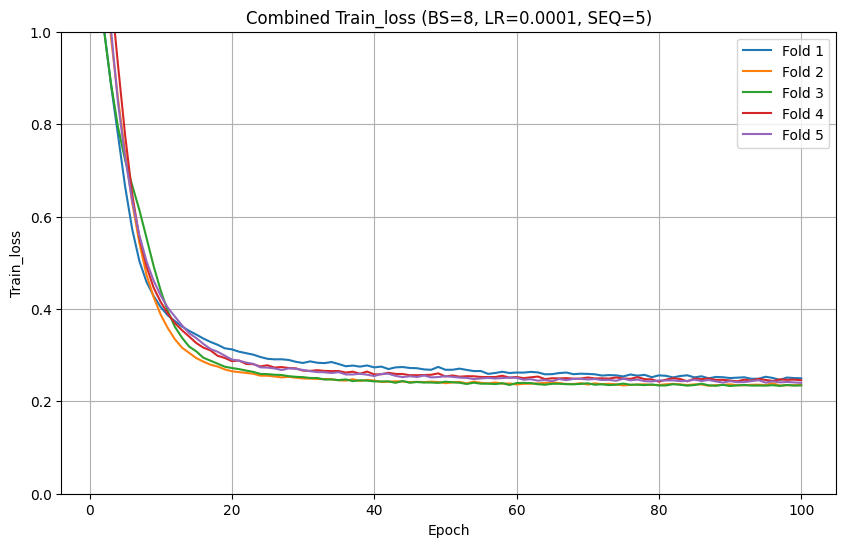 Combined Train_loss (BS=8, LR=0.0001, SEQ=5)
1.0
0.8
0.6
0.4
0.2
0.0
Train_loss
Fold 1
Fold 2
Fold 3
Fold 4
Fold 5
0 20 40 60 80 100
Epoch